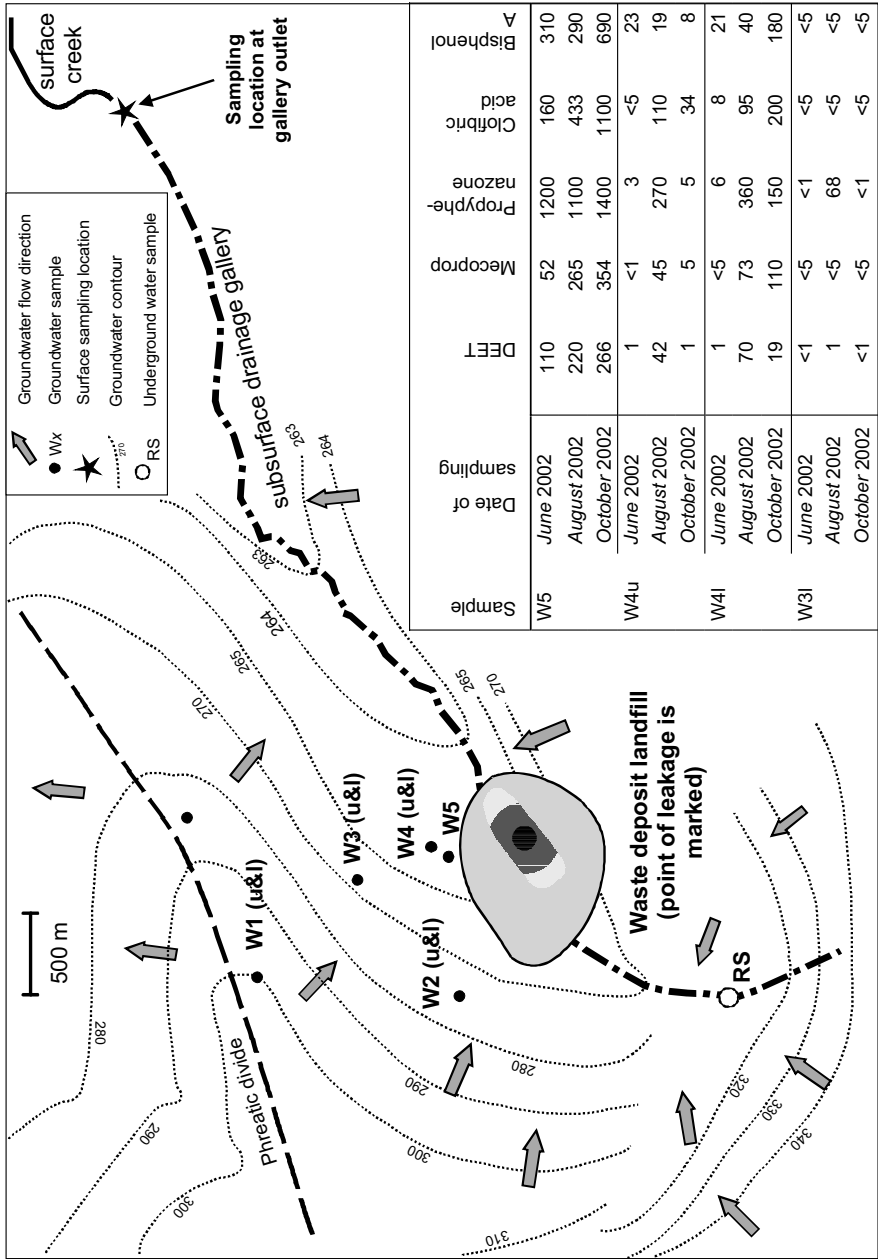 surface
creek
Sampling
location at
gallery outlet
Groundwater flow direction
Wx Groundwater sample
Surface sampling location
270 Groundwater contour
RS Underground water sample
subsurface drainage gallery
263
264
263
264
265
270
265
270
500 m
W1 (u&l)
W3 (u&l)
W4 (u&l)
W5
W2 (u&l)
280
290
300
Phreatic divide
280
290
300
310
320
330
340
RS
Waste deposit landfill
(point of leakage is
marked)
Sample Date of sampling DEET Mecoprop Propyphe-nazone Clofibric acid Bisphenol A
W5 June 2002 110 52 1200 160 310
August 2002 220 265 1100 433 290
October 2002 266 354 1400 1100 690
W4u June 2002 1 <1 3 <5 23
August 2002 42 45 270 110 19
October 2002 1 5 5 34 8
W4l June 2002 1 <5 6 8 21
August 2002 70 73 360 95 40
October 2002 19 110 150 200 180
W3l June 2002 <1 <5 <1 <5 <5
August 2002 1 <5 68 <5 <5
October 2002 <1 <5 <1 <5 <5